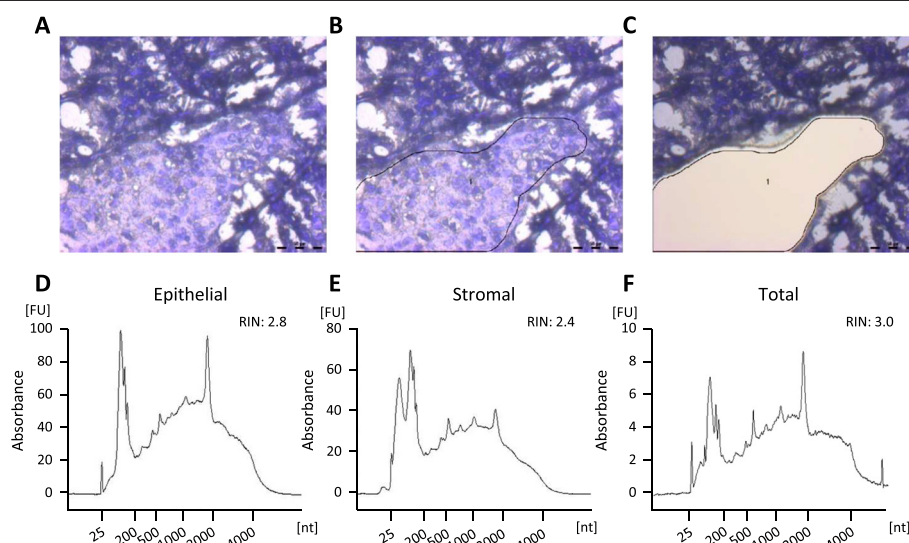 A B C
1 1
D E F
Epithelial Stromal Total
[FU] [FU] [FU]
RIN: 2.8 RIN: 2.4 RIN: 3.0
100 80 10
80 60 8
60 40 6
40 20 4
20 0 2
0 0
Absorbance Absorbance Absorbance
25 200 500 1000 2000 4000 [nt] 25 200 500 1000 2000 4000 [nt] 25 200 500 1000 2000 4000 [nt]